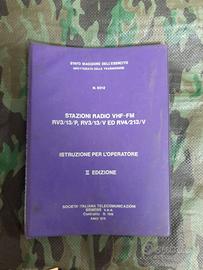 STATO MAGGIORE DELL'ESERCITO
ISPETTORATO DELLE TRASMISSIONI
STAZIONI RADIO VHF-FM
RV3/13/P, RV3/13/V ED RV4/213/V
ISTRUZIONE PER L'OPERATORE
II EDIZIONE
SOCIETA' ITALIANA TELECOMUNICAZIONI
SIEMENS s.p.a.